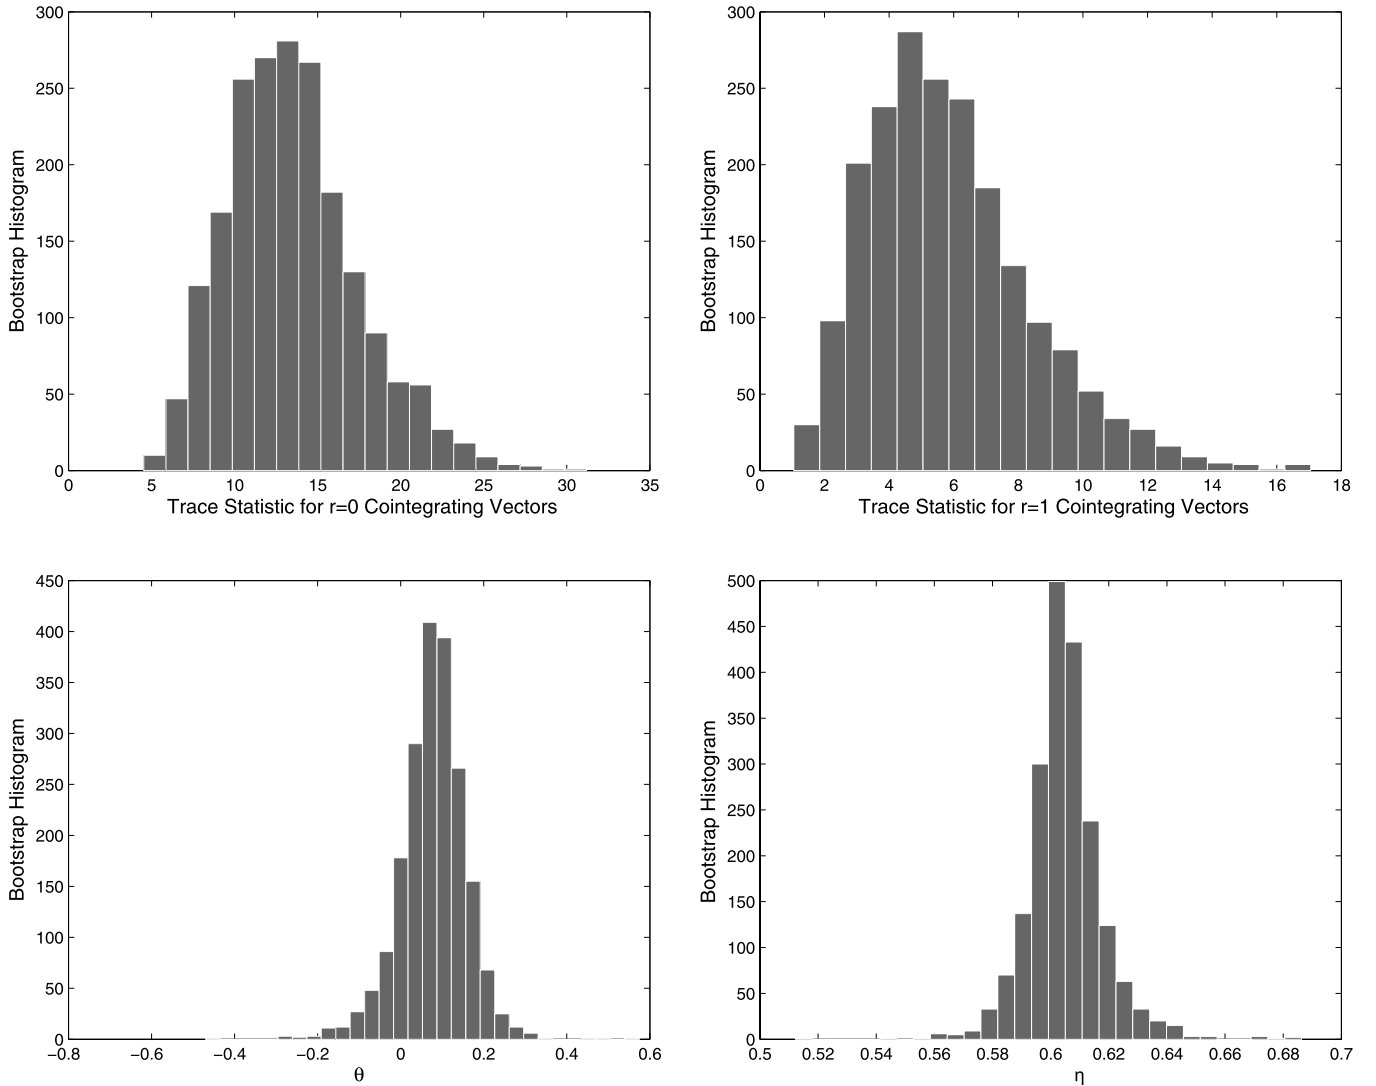 300
250
200
150
100
50
0
Bootstrap Histogram
0 5 10 15 20 25 30 35
Trace Statistic for r=0 Cointegrating Vectors
300
250
200
150
100
50
0
Bootstrap Histogram
0 2 4 6 8 10 12 14 16 18
Trace Statistic for r=1 Cointegrating Vectors
450
400
350
300
250
200
150
100
50
0
Bootstrap Histogram
−0.8 −0.6 −0.4 −0.2 0 0.2 0.4 0.6
θ
500
450
400
350
300
250
200
150
100
50
0
Bootstrap Histogram
0.5 0.52 0.54 0.56 0.58 0.6 0.62 0.64 0.66 0.68 0.7
η